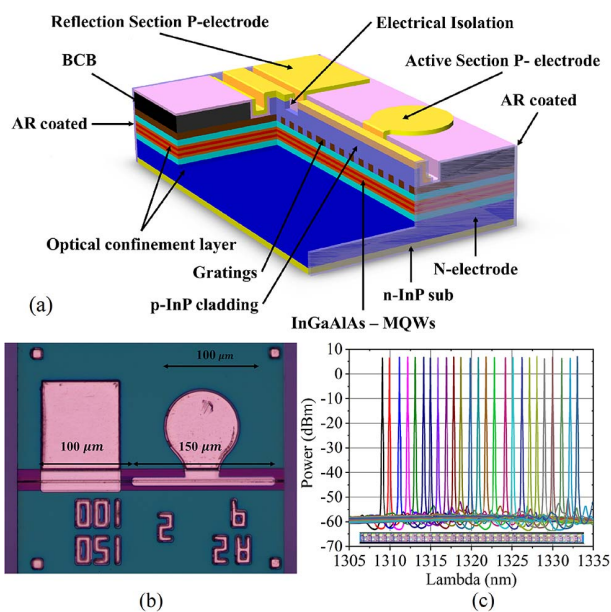 Reflection Section P-electrode
Electrical Isolation
BCB
Active Section P- electrode
AR coated
AR coated
Optical confinement layer
Gratings
N-electrode
(a)
p-InP cladding
n-InP sub
InGaAlAs – MQWs
100 μm
100 μm
150 μm
001
150
2
9
(b)
10
0
-10
-20
-30
-40
-50
-60
-70
Power (dBm)
1305 1310 1315 1320 1325 1330 1335
Lambda (nm)
(c)